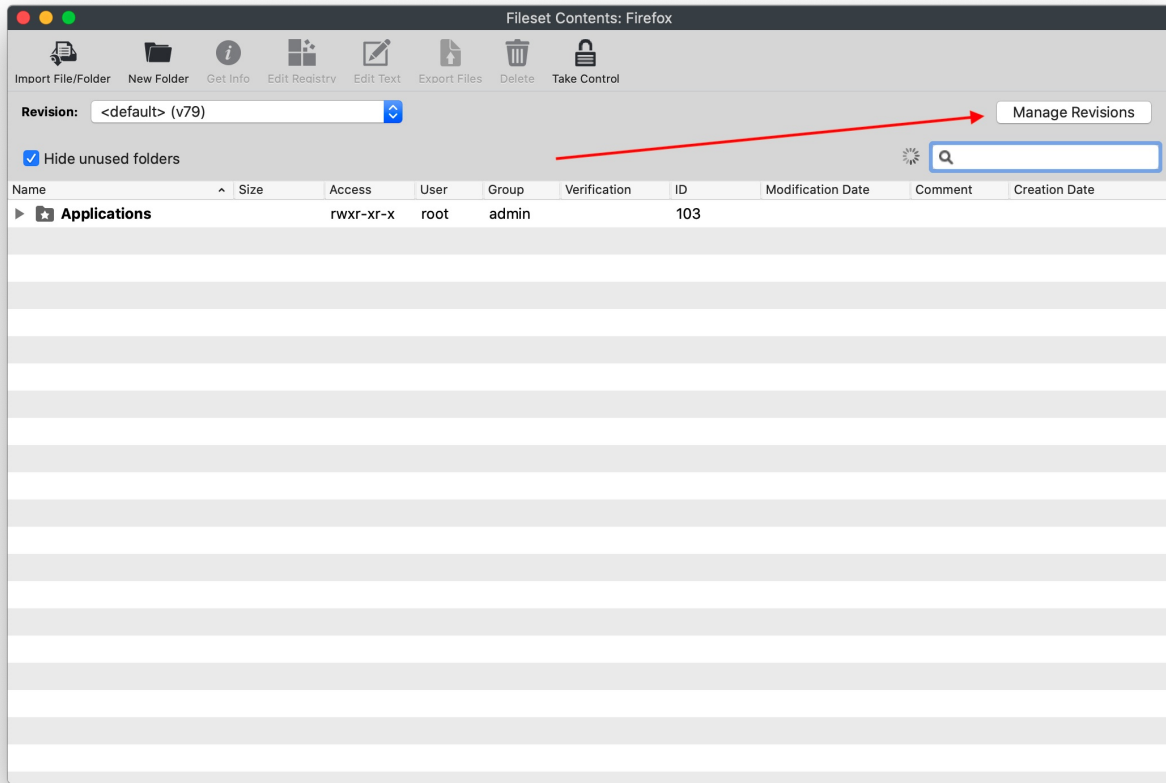 Fileset Contents: Firefox
Import File/Folder New Folder Get Info Edit Registry Edit Text Export Files Delete Take Control
Revision: <default> (v79) Manage Revisions
Hide unused folders
Name Size Access User Group Verification ID Modification Date Comment Creation Date
Applications rwxr-xr-x root admin 103